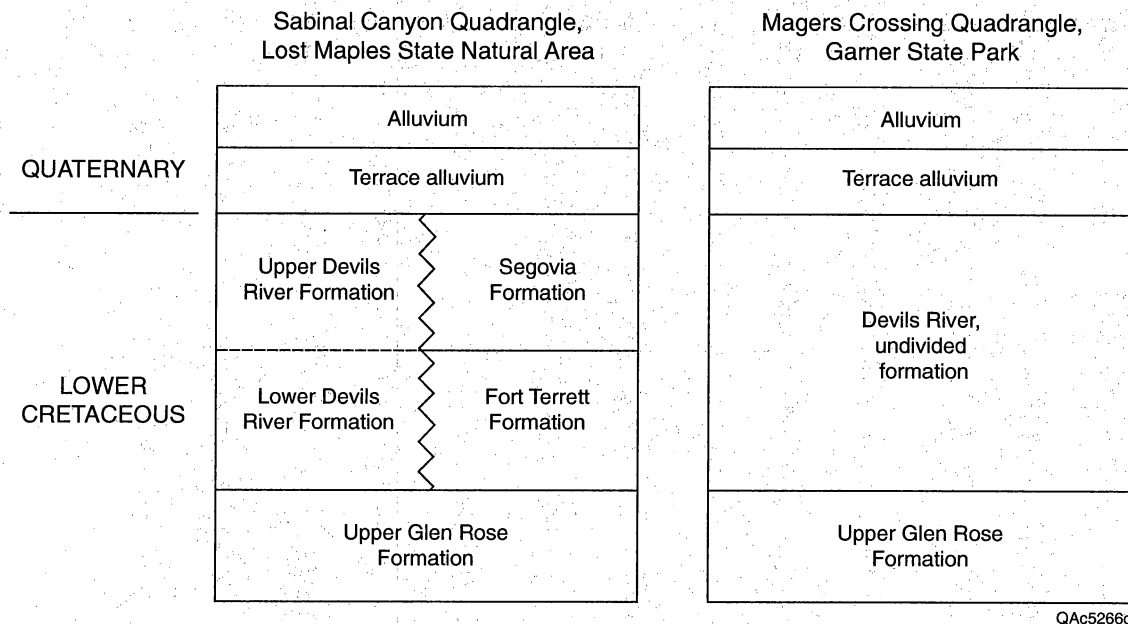 Sabinal Canyon Quadrangle,
Lost Maples State Natural Area
Magers Crossing Quadrangle,
Garner State Park
QUATERNARY
LOWER
CRETACEOUS
Alluvium
Terrace alluvium
Upper Devils
River Formation
Segovia
Formation
Lower Devils
River Formation
Fort Terrett
Formation
Upper Glen Rose
Formation
Alluvium
Terrace alluvium
Devils River,
undivided
formation
Upper Glen Rose
Formation
QAc5266c